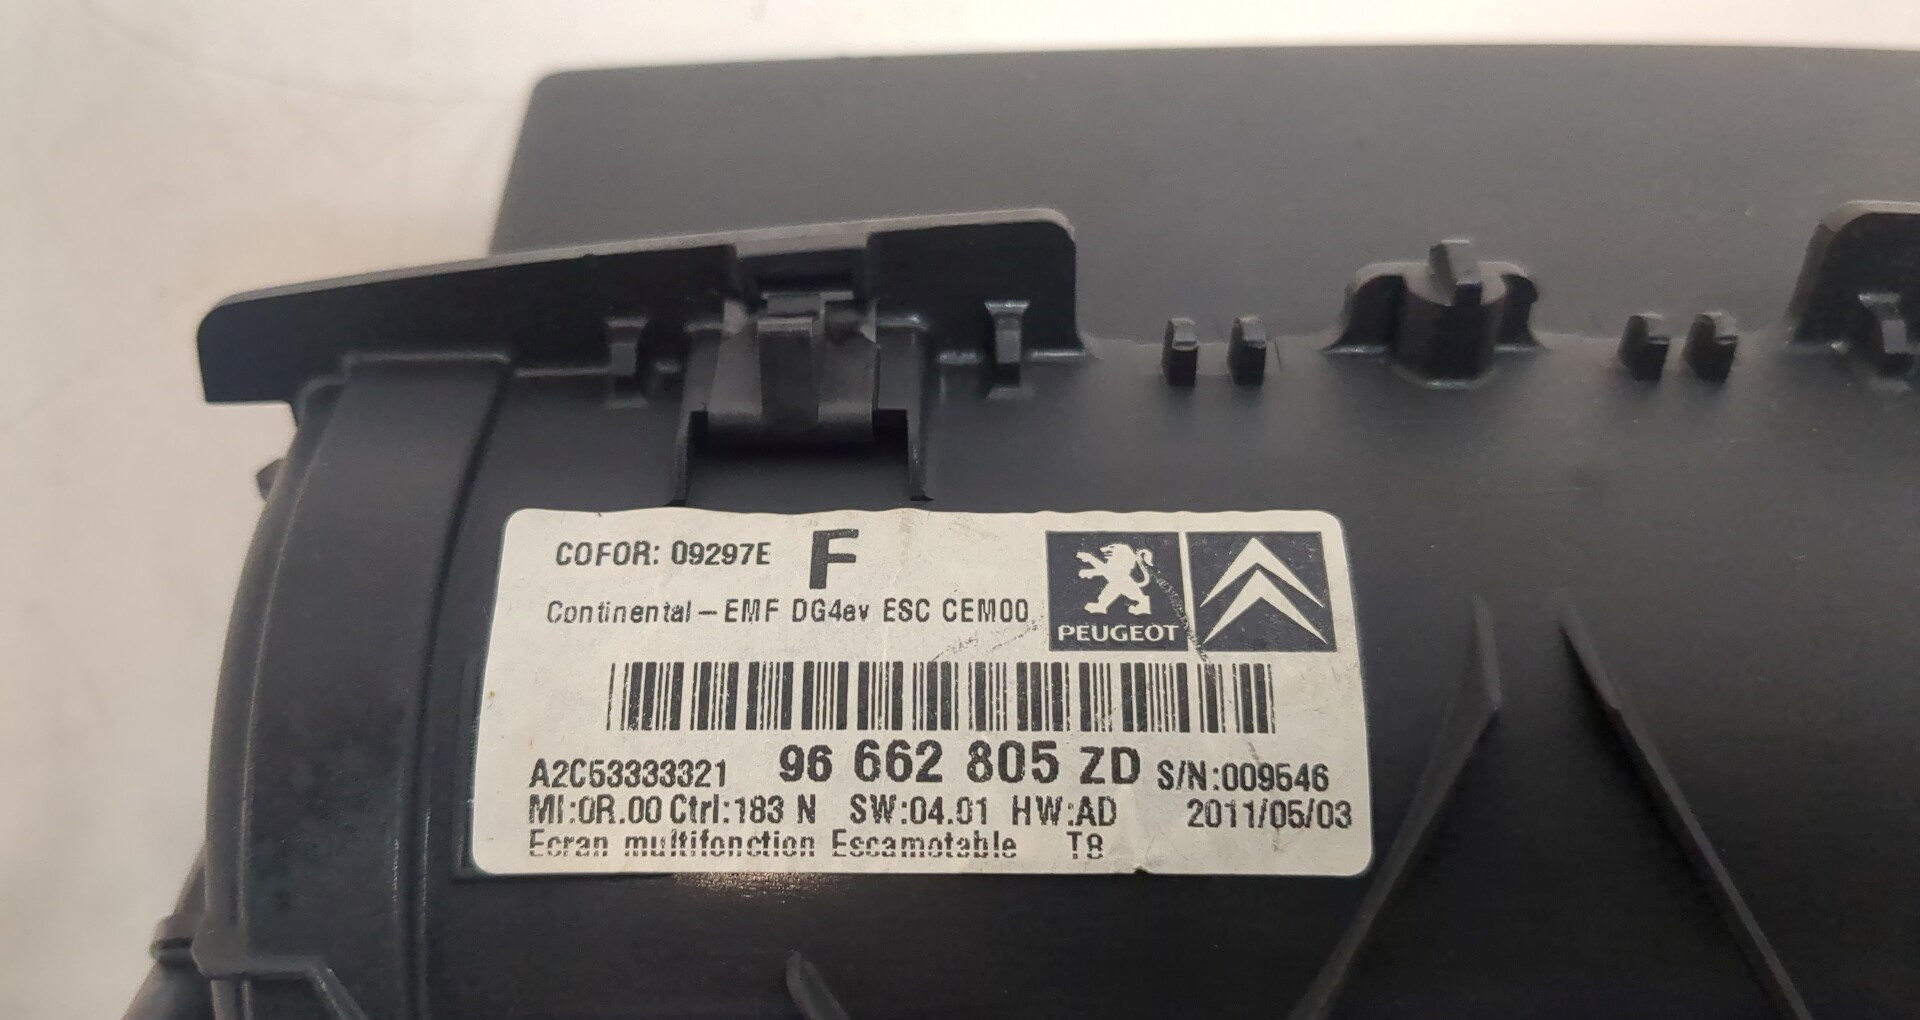 COFOR: 09297E F
Continental-EMF DG4ev ESC CEM00
PEUGEOT
96 662 805 ZD
A2C53333321 S/N:009546
MI:0R.00 Ctrl:183 N SW:04.01 HW:AD 2011/05/03
Ecran multifonction Escamotable T8